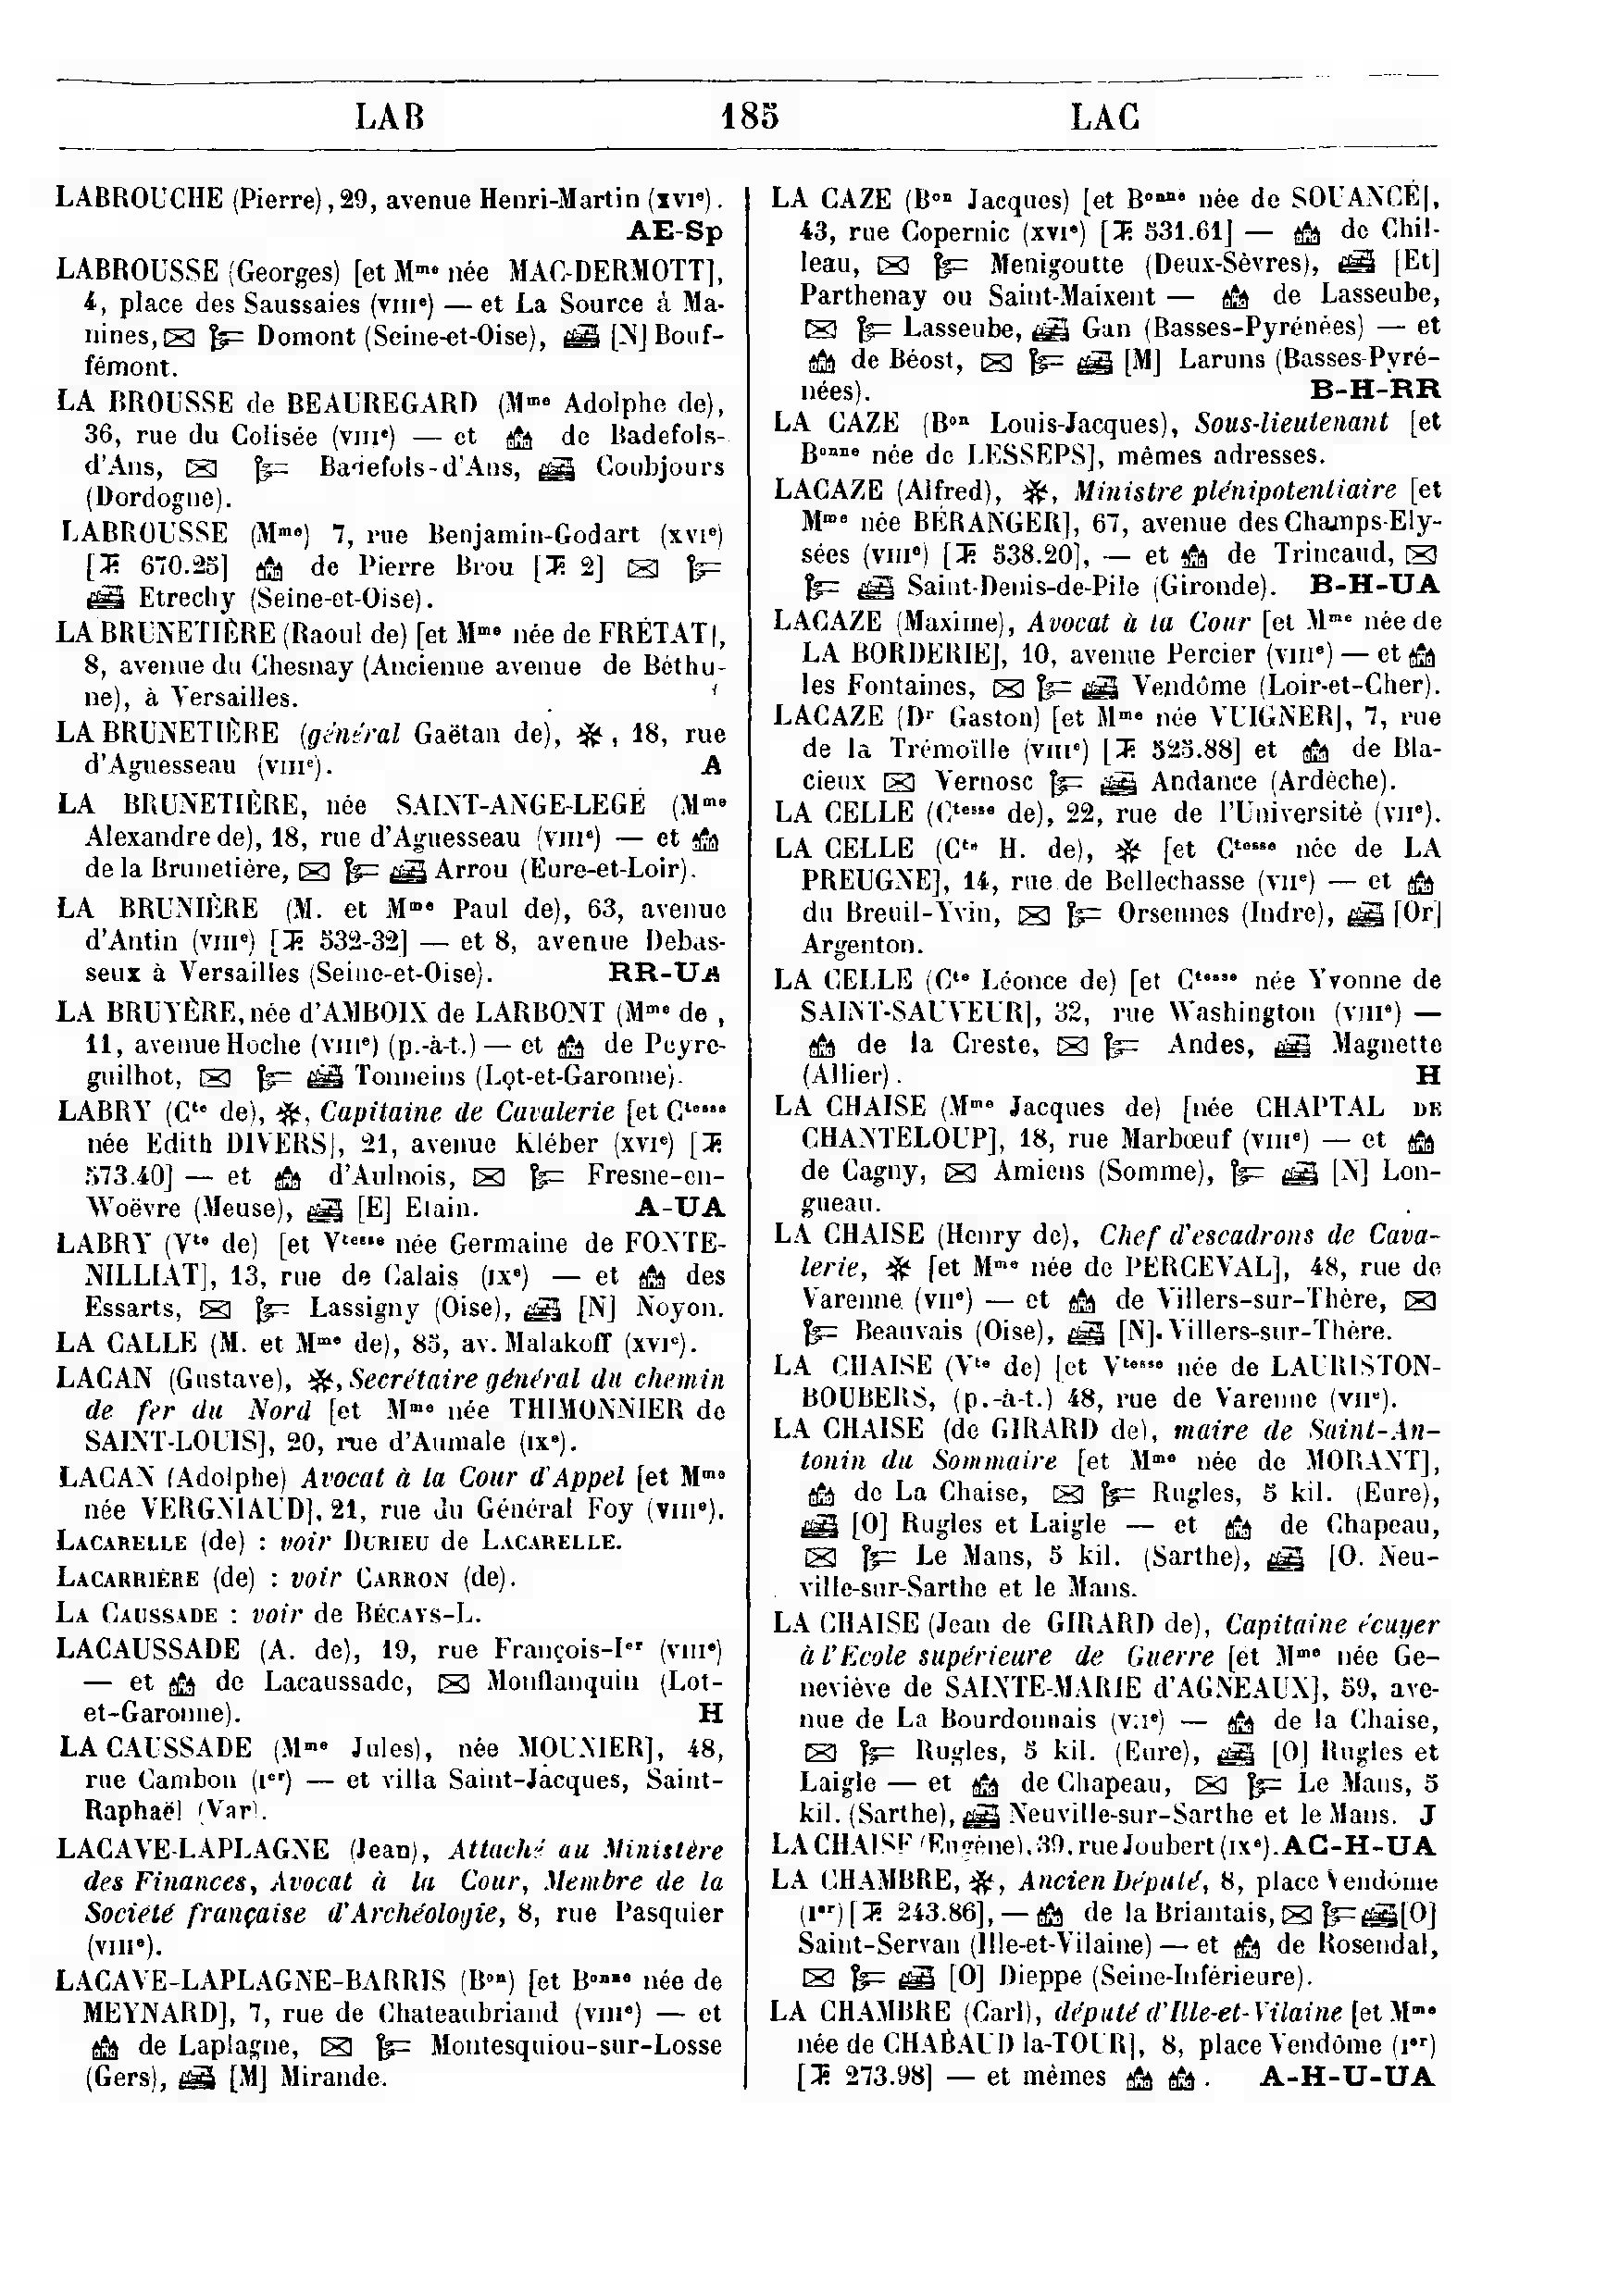 LAB 185 LAC
LABROUCHE (Pierre), 29, avenue Henri-Martin (XVIe).
AE-Sp
LABROUSSE (Georges) [et Mme née MAC-DERMOTT],
4, place des Saussaies (VIIIe) — et La Source à Ma-
nines, Domont (Seine-et-Oise), [N] Bouf-
fémont.
LA BROUSSE de BEAUREGARD (Mme Adolphe de),
36, rue du Colisée (VIIIe) — et de Badefols-
d'Ans, Badefols-d'Ans, Coubjours
(Dordogne).
LABROUSSE (Mme) 7, rue Benjamin-Godart (XVIe)
[T. 670.25] de Pierre Brou [T. 2]
Etrechy (Seine-et-Oise).
LA BRUNETIÈRE (Raoul de) [et Mme née de FRÉTAT],
8, avenue du Chesnay (Ancienne avenue de Béthu-
ne), à Versailles.
LA BRUNETIÈRE (général Gaëtan de), ✻, 18, rue
d'Aguesseau (VIIIe). A
LA BRUNETIÈRE, née SAINT-ANGE-LEGÉ (Mme
Alexandre de), 18, rue d'Aguesseau (VIIIe) — et
de la Brunetière, Arrou (Eure-et-Loir).
LA BRUNIÈRE (M. et Mme Paul de), 63, avenue
d'Antin (VIIIe) [T. 532-32] — et 8, avenue Debas-
seux à Versailles (Seine-et-Oise). RR-UA
LA BRUYÈRE, née d'AMBOIX de LARBONT (Mme de ,
11, avenue Hoche (VIIIe) (p.-à-t.) — et de Peyre-
guilhot, Tonneins (Lot-et-Garonne).
LABRY (Cte de), ✻, Capitaine de Cavalerie [et Ctesse
née Edith DIVERS], 21, avenue Kléber (XVIe) [T.
573.40] — et d'Aulnois, Fresne-en-
Woëvre (Meuse), [E] Etain. A-UA
LABRY (Vte de) [et Vtesse née Germaine de FONTE-
NILLIAT], 13, rue de Calais (IXe) — et des
Essarts, Lassigny (Oise), [N] Noyon.
LA CALLE (M. et Mme de), 85, av. Malakoff (XVIe).
LACAN (Gustave), ✻, Secrétaire général du chemin
de fer du Nord [et Mme née THIMONNIER de
SAINT-LOUIS], 20, rue d'Aumale (IXe).
LACAN (Adolphe) Avocat à la Cour d'Appel [et Mme
née VERGNIAUD], 21, rue du Général Foy (VIIIe).
LACARELLE (de) : voir DURIEU de LACARELLE.
LACARRIÈRE (de) : voir CARRON (de).
LA CAUSSADE : voir de BÉCAYS-L.
LACAUSSADE (A. de), 19, rue François-Ier (VIIIe)
— et de Lacaussade, Monflanquin (Lot-
et-Garonne). H
LA CAUSSADE (Mme Jules), née MOUNIER], 48,
rue Cambon (Ier) — et villa Saint-Jacques, Saint-
Raphaël (Var).
LACAVE-LAPLAGNE (Jean), Attaché au Ministère
des Finances, Avocat à la Cour, Membre de la
Société française d'Archéologie, 8, rue Pasquier
(VIIIe).
LACAVE-LAPLAGNE-BARRIS (Bon) [et Bonne née de
MEYNARD], 7, rue de Chateaubriand (VIIIe) — et
de Laplagne, Montesquiou-sur-Losse
(Gers), [M] Mirande.
LA CAZE (Bon Jacques) [et Bonne née de SOUANCÉ],
43, rue Copernic (XVIe) [T. 531.61] — de Chil-
leau, Menigoutte (Deux-Sèvres), [Et]
Parthenay ou Saint-Maixent — de Lasseube,
Lasseube, Gan (Basses-Pyrénées) — et
de Béost, [M] Laruns (Basses-Pyré-
nées). B-H-RR
LA CAZE (Bon Louis-Jacques), Sous-lieutenant [et
Bonne née de LESSEPS], mêmes adresses.
LACAZE (Alfred), ✻, Ministre plénipotentiaire [et
Mme née BÉRANGER], 67, avenue des Champs-Ely-
sées (VIIIe) [T. 538.20], — et de Trincaud,
Saint-Denis-de-Pile (Gironde). B-H-UA
LACAZE (Maxime), Avocat à la Cour [et Mme née de
LA BORDERIE], 10, avenue Percier (VIIIe) — et
les Fontaines, Vendôme (Loir-et-Cher).
LACAZE (Dr Gaston) [et Mme née VUIGNER], 7, rue
de la Trémoïlle (VIIIe) [T. 525.88] et de Bla-
cieux Vernosc Andance (Ardèche).
LA CELLE (Ctesse de), 22, rue de l'Université (VIIe).
LA CELLE (Cte H. de), ✻ [et Ctesse née de LA
PREUGNE], 14, rue de Bellechasse (VIIe) — et
du Breuil-Yvin, Orsennes (Indre), [Or]
Argenton.
LA CELLE (Cte Léonce de) [et Ctesse née Yvonne de
SAINT-SAUVEUR], 32, rue Washington (VIIIe) —
de la Creste, Andes, Magnette
(Allier). H
LA CHAISE (Mme Jacques de) [née CHAPTAL DE
CHANTELOUP], 18, rue Marbœuf (VIIIe) — et
de Cagny, Amiens (Somme), [N] Lon-
gueau.
LA CHAISE (Henry de), Chef d'escadrons de Cava-
lerie, ✻ [et Mme née de PERCEVAL], 48, rue de
Varenne (VIIe) — et de Villers-sur-Thère,
Beauvais (Oise), [N]. Villers-sur-Thère.
LA CHAISE (Vte de) [et Vtesse née de LAURISTON-
BOUBERS, (p.-à-t.) 48, rue de Varenne (VIIe).
LA CHAISE (de GIRARD de), maire de Saint-An-
tonin du Sommaire [et Mme née de MORANT],
de La Chaise, Rugles, 5 kil. (Eure),
[O] Rugles et Laigle — et de Chapeau,
Le Mans, 5 kil. (Sarthe), [O. Neu-
ville-sur-Sarthe et le Mans.
LA CHAISE (Jean de GIRARD de), Capitaine écuyer
à l'Ecole supérieure de Guerre [et Mme née Ge-
neviève de SAINTE-MARIE d'AGNEAUX], 59, ave-
nue de La Bourdonnais (VIIe) — de la Chaise,
Rugles, 5 kil. (Eure), [O] Rugles et
Laigle — et de Chapeau, Le Mans, 5
kil. (Sarthe), Neuville-sur-Sarthe et le Mans. J
LA CHAISE (Eugène), 39, rue Joubert (IXe). AC-H-UA
LA CHAMBRE, ✻, Ancien Député, 8, place Vendôme
(Ier) [T. 243.86], — de la Briantais, [O]
Saint-Servan (Ille-et-Vilaine) — et de Rosendal,
[O] Dieppe (Seine-Inférieure).
LA CHAMBRE (Carl), député d'Ille-et-Vilaine [et Mme
née de CHABAUD la-TOUR], 8, place Vendôme (Ier)
[T. 273.98] — et mêmes . A-H-U-UA